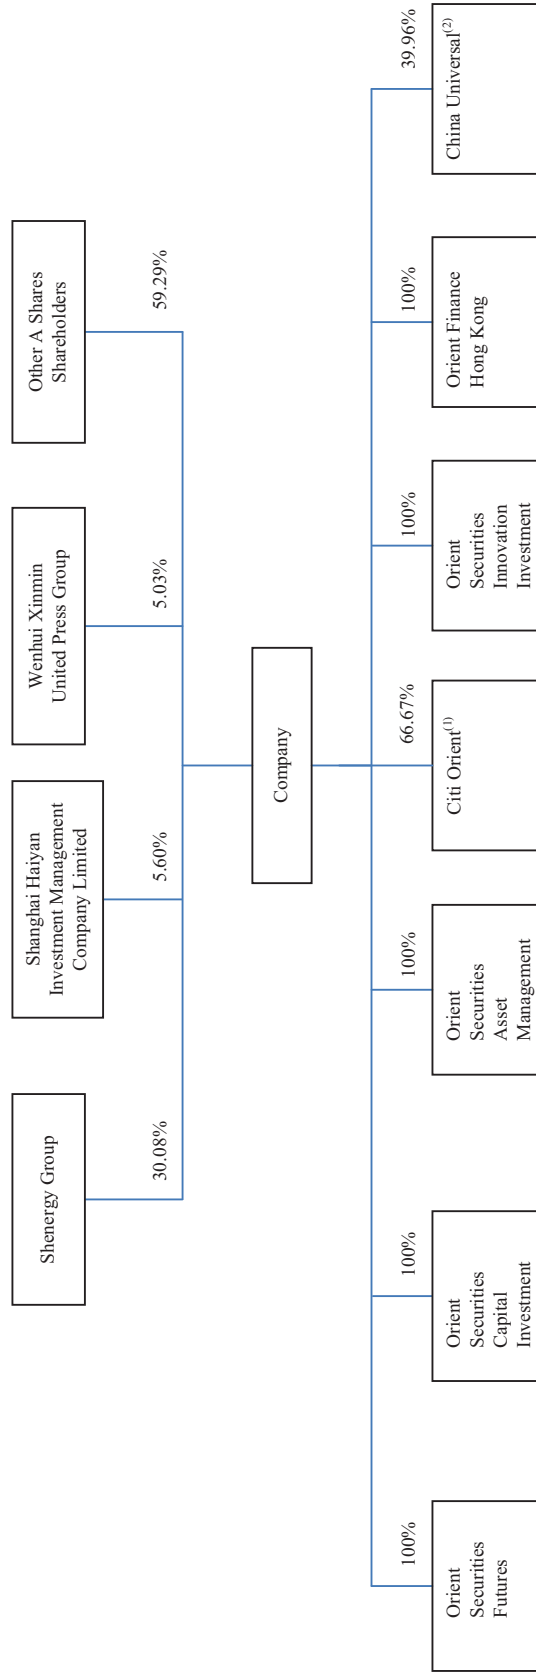 Shenergy Group
Shanghai Haiyan
Investment Management
Company Limited
Wenhui Xinmin
United Press Group
Other A Shares
Shareholders
30.08%
5.60%
5.03%
59.29%
Company
100%
100%
100%
66.67%
100%
100%
39.96%
Orient
Securities
Futures
Orient
Securities
Capital
Investment
Orient
Securities
Asset
Management
Citi Orient(1)
Orient
Securities
Innovation
Investment
Orient Finance
Hong Kong
China Universal(2)